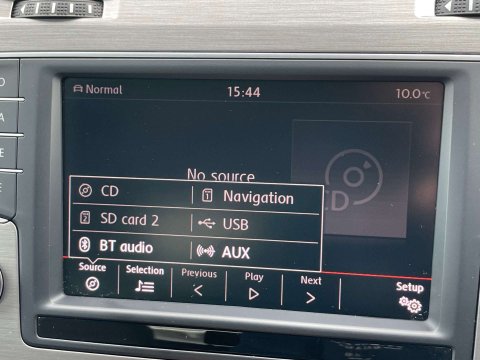 Normal 15:44 10.0°C
No source
CD
CD Navigation
SD card 2 USB
BT audio AUX
Source Selection Previous Play Next Setup